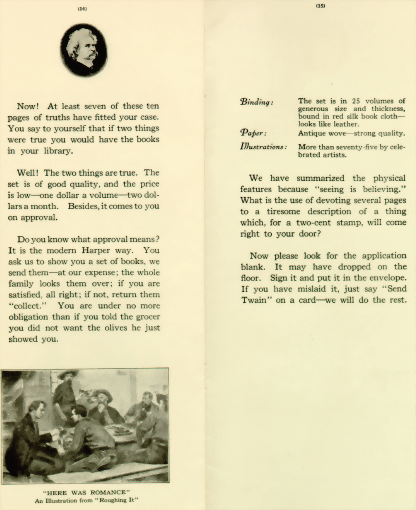 (14)
Now! At least seven of these ten
pages of truths have fitted your case.
You say to yourself that if two things
were true you would have the books
in your library.
Well! The two things are true. The
set is of good quality, and the price
is low—one dollar a volume—two dol-
lars a month. Besides, it comes to you
on approval.
Do you know what approval means?
It is the modern Harper way. You
ask us to show you a set of books, we
send them—at our expense; the whole
family looks them over; if you are
satisfied, all right; if not, return them
"collect." You are under no more
obligation than if you told the grocer
you did not want the olives he just
showed you.
"HERE WAS ROMANCE"
An Illustration from "Roughing It"
(15)
Binding: The set is in 25 volumes of
generous size and thickness,
bound in red silk book cloth—
looks like leather.
Paper: Antique wove—strong quality.
Illustrations: More than seventy-five by cele-
brated artists.
We have summarized the physical
features because "seeing is believing."
What is the use of devoting several pages
to a tiresome description of a thing
which, for a two-cent stamp, will come
right to your door?
Now please look for the application
blank. It may have dropped on the
floor. Sign it and put it in the envelope.
If you have mislaid it, just say "Send
Twain" on a card—we will do the rest.